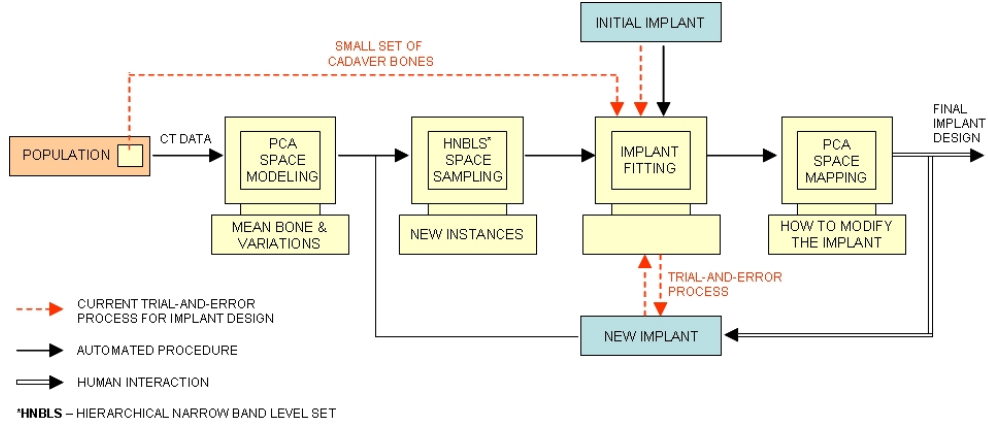 INITIAL IMPLANT
SMALL SET OF
CADAVER BONES
POPULATION
CT DATA
PCA
SPACE
MODELING
MEAN BONE &
VARIATIONS
HNBLS*
SPACE
SAMPLING
NEW INSTANCES
IMPLANT
FITTING
PCA
SPACE
MAPPING
HOW TO MODIFY
THE IMPLANT
FINAL
IMPLANT
DESIGN
TRIAL-AND-ERROR
PROCESS
NEW IMPLANT
CURRENT TRIAL-AND-ERROR
PROCESS FOR IMPLANT DESIGN
AUTOMATED PROCEDURE
HUMAN INTERACTION
*HNBLS – HIERARCHICAL NARROW BAND LEVEL SET